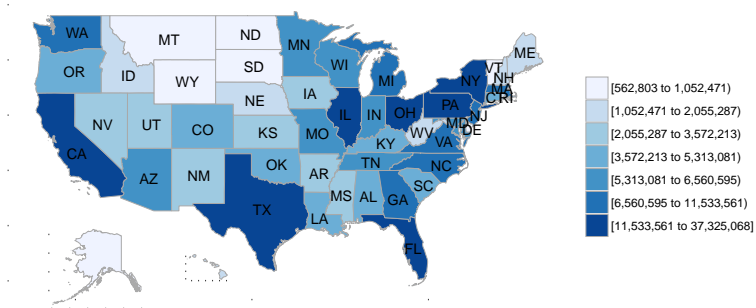 WA
MT
ND
MN
ME
VT
NH
OR
ID
SD
WI
MI
NY
MA
WY
IA
PA
C RI
NE
NJ
NV
UT
CO
IL
IN
OH
MD
DE
KS
MO
WV
VA
CA
KY
OK
TN
NC
AZ
NM
AR
SC
MS
AL
GA
TX
LA
FL
[562,803 to 1,052,471)
[1,052,471 to 2,055,287)
[2,055,287 to 3,572,213)
[3,572,213 to 5,313,081)
[5,313,081 to 6,560,595)
[6,560,595 to 11,533,561)
[11,533,561 to 37,325,068]